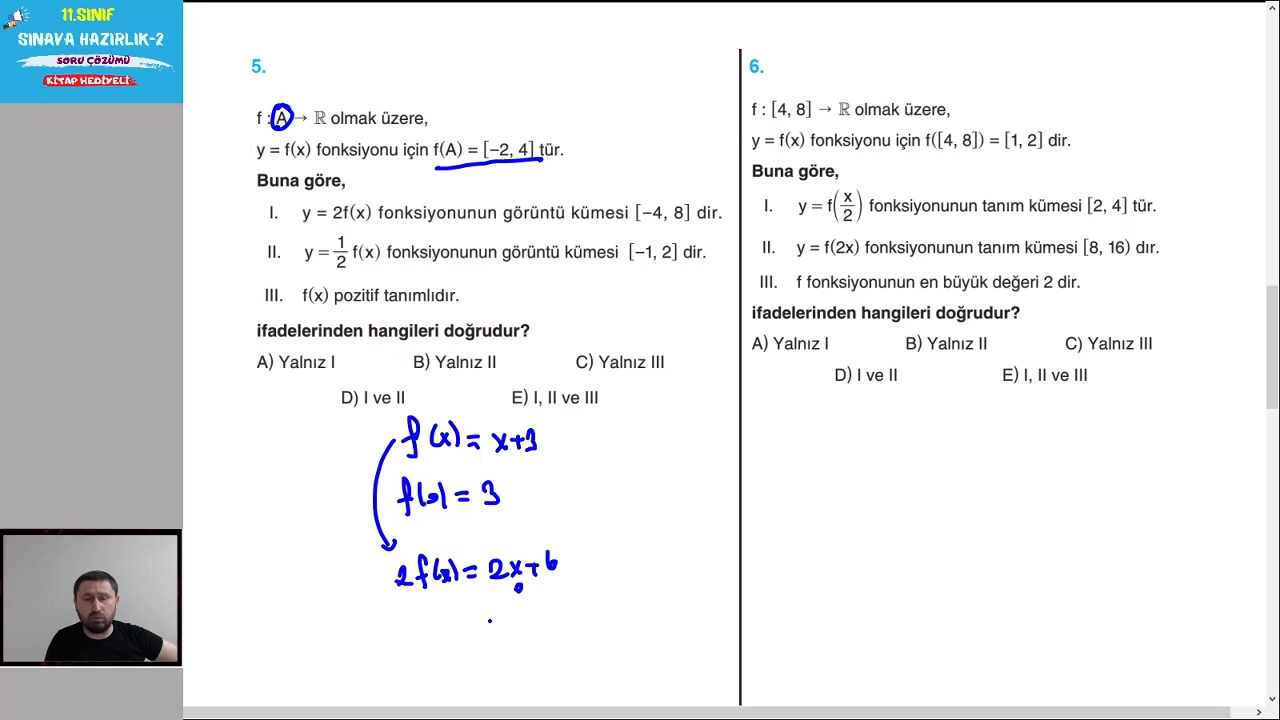 11.SINIF
SINAVA HAZIRLIK-2
SORU ÇÖZÜMÜ
KİTAP HEDİYELİ
5.
f : A → ℝ olmak üzere,
y = f(x) fonksiyonu için f(A) = [−2, 4] tür.
Buna göre,
I. y = 2f(x) fonksiyonunun görüntü kümesi [−4, 8] dir.
II. y = 1/2 f(x) fonksiyonunun görüntü kümesi [−1, 2] dir.
III. f(x) pozitif tanımlıdır.
ifadelerinden hangileri doğrudur?
A) Yalnız I B) Yalnız II C) Yalnız III
D) I ve II E) I, II ve III
f(x) = x+3
f(0) = 3
2f(x) = 2x+6
0
6.
f : [4, 8] → ℝ olmak üzere,
y = f(x) fonksiyonu için f([4, 8]) = [1, 2] dir.
Buna göre,
I. y = f(x/2) fonksiyonunun tanım kümesi [2, 4] tür.
II. y = f(2x) fonksiyonunun tanım kümesi [8, 16) dır.
III. f fonksiyonunun en büyük değeri 2 dir.
ifadelerinden hangileri doğrudur?
A) Yalnız I B) Yalnız II C) Yalnız III
D) I ve II E) I, II ve III